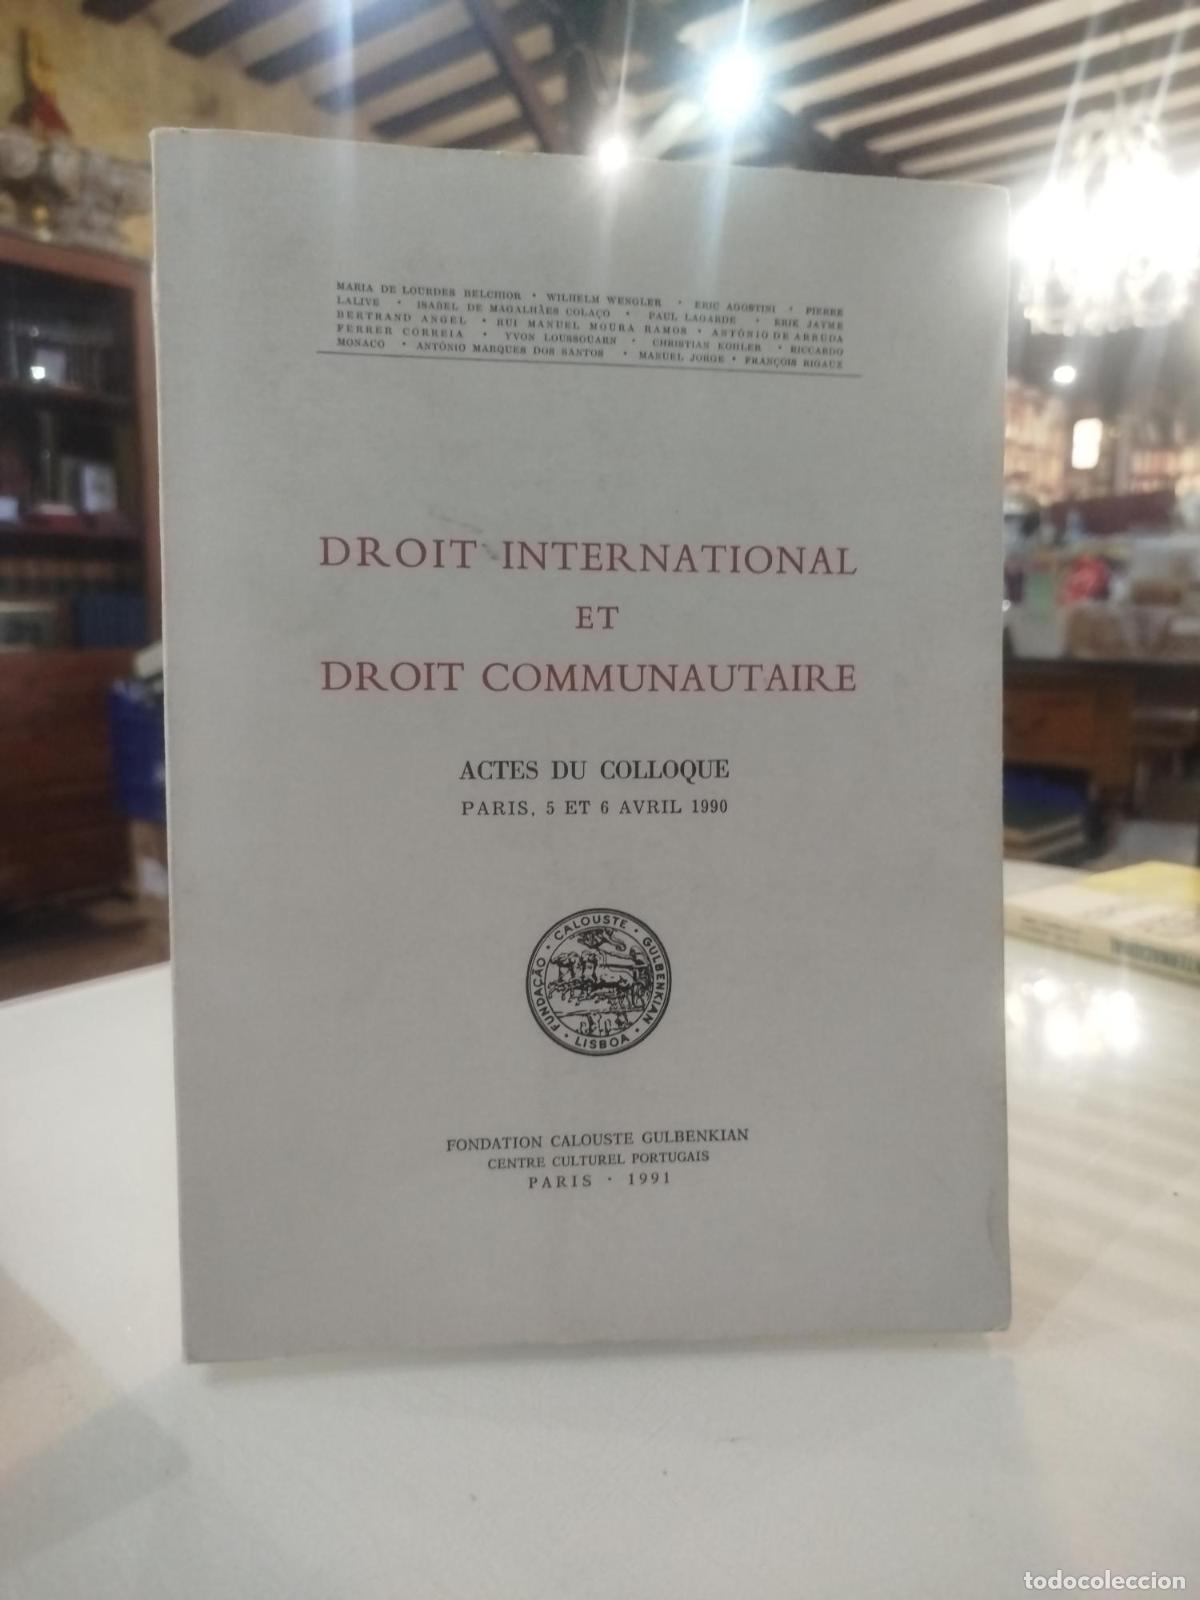 MARIA DE LOURDES BELCHIOR • WILHELM WENGLER • ERIC AGOSTINI • PIERRE
LALIVE • ISABEL DE MAGALHÃES COLAÇO • PAUL LAGARDE • ERIK JAYME
BERTRAND ANGEL • RUI MANUEL MOURA RAMOS • ANTÓNIO DE ARRUDA
FERRER CORREIA • YVON LOUSSOUARN • CHRISTIAN KOHLER • RICCARDO
MONACO • ANTÓNIO MARQUES DOS SANTOS • MANUEL JORGE • FRANÇOIS RIGAUX
DROIT INTERNATIONAL
ET
DROIT COMMUNAUTAIRE
ACTES DU COLLOQUE
PARIS, 5 ET 6 AVRIL 1990
FUNDAÇÃO • CALOUSTE • GULBENKIAN • LISBOA •
FONDATION CALOUSTE GULBENKIAN
CENTRE CULTUREL PORTUGAIS
PARIS • 1991
todocoleccion